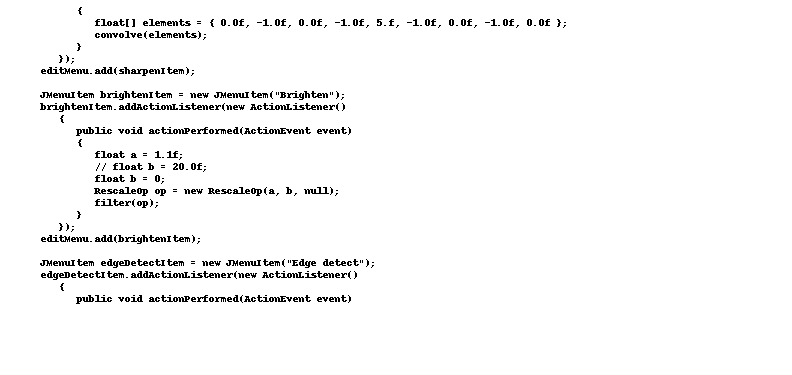 {
float[] elements = { 0.0f, -1.0f, 0.0f, -1.0f, 5.f, -1.0f, 0.0f, -1.0f, 0.0f };
convolve(elements);
}
});
editMenu.add(sharpenItem);
JMenuItem brightenItem = new JMenuItem("Brighten");
brightenItem.addActionListener(new ActionListener()
{
public void actionPerformed(ActionEvent event)
{
float a = 1.1f;
// float b = 20.0f;
float b = 0;
RescaleOp op = new RescaleOp(a, b, null);
filter(op);
}
});
editMenu.add(brightenItem);
JMenuItem edgeDetectItem = new JMenuItem("Edge detect");
edgeDetectItem.addActionListener(new ActionListener()
{
public void actionPerformed(ActionEvent event)